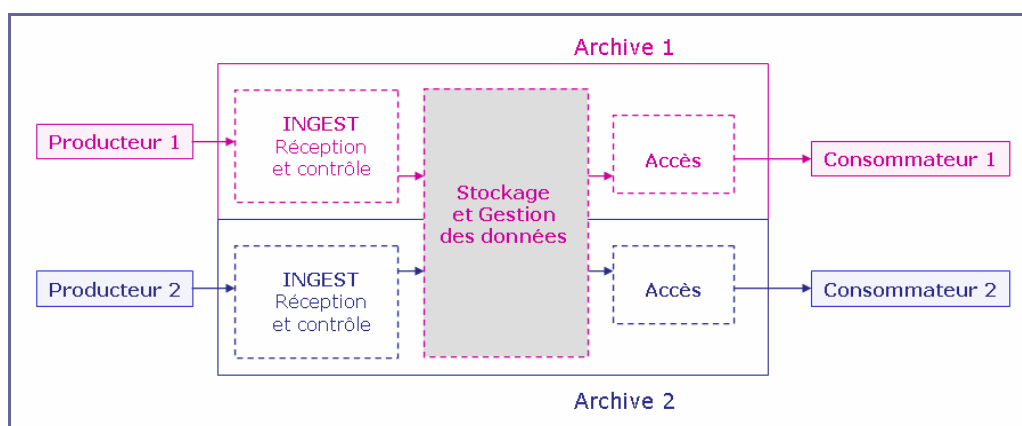 Archive 1
Producteur 1
INGEST
Réception
et contrôle
Stockage
et Gestion
des données
Accès
Consommateur 1
Producteur 2
INGEST
Réception
et contrôle
Accès
Consommateur 2
Archive 2